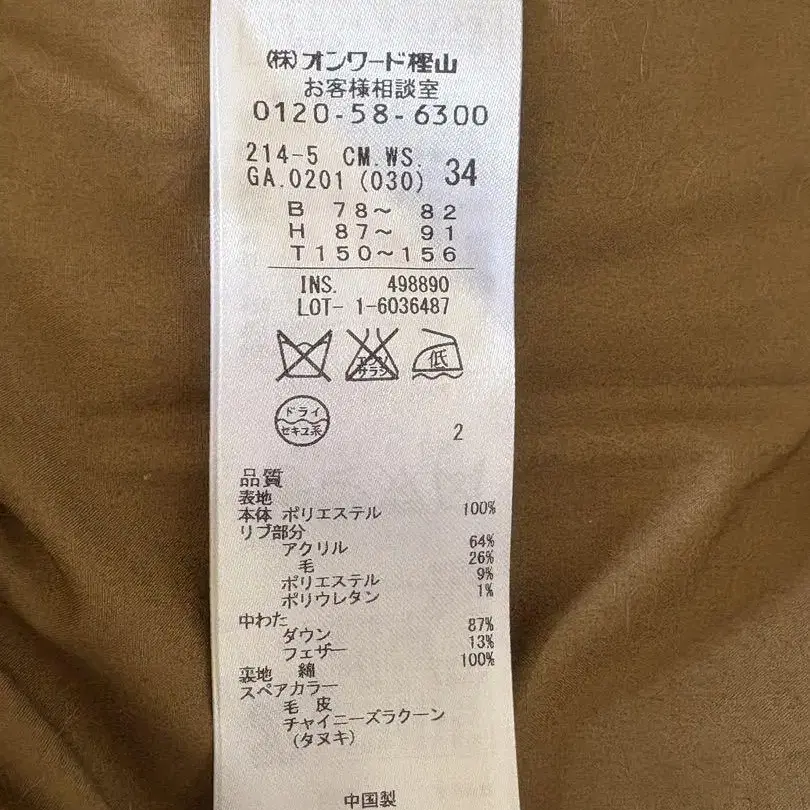 (株)オンワード樫山
お客様相談室
0120-58-6300
214-5 CM.WS.
GA.0201 (030) 34
B 78〜 82
H 87〜 91
T150〜156
INS. 498890
LOT- 1-6036487
エンソ
サラシ
低
ドライ
セキユ系
2
品質
表地
本体 ポリエステル 100%
リブ部分
アクリル 64%
毛 26%
ポリエステル 9%
ポリウレタン 1%
中わた
ダウン 87%
フェザー 13%
裏地 綿 100%
スペアカラー
毛 皮
チャイニーズラクーン
(タヌキ)
中国製